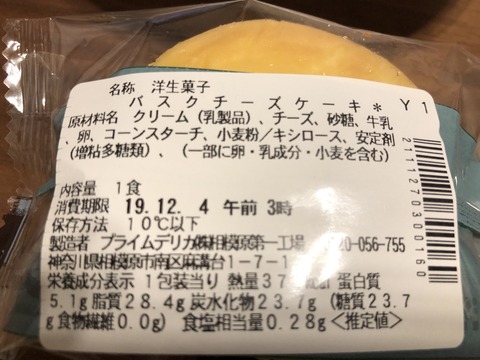 名称 洋生菓子
バスクチーズケーキ* Y1
原材料名 クリーム(乳製品)、チーズ、砂糖、牛乳
、卵、コーンスターチ、小麦粉/キシロース、安定剤
(増粘多糖類)、(一部に卵・乳成分・小麦を含む)
内容量 1食
消費期限 19.12. 4 午前 3時
保存方法 10℃以下
製造者 プライムデリカ㈱相模原第一工場 20-056-755
神奈川県相模原市南区麻溝台1-7-1
栄養成分表示 1包装当り 熱量37 蛋白質
5.1g 脂質28.4g 炭水化物23.7g (糖質23.7
g 食物繊維0.0g) 食塩相当量0.28g <推定値>
2111270300160